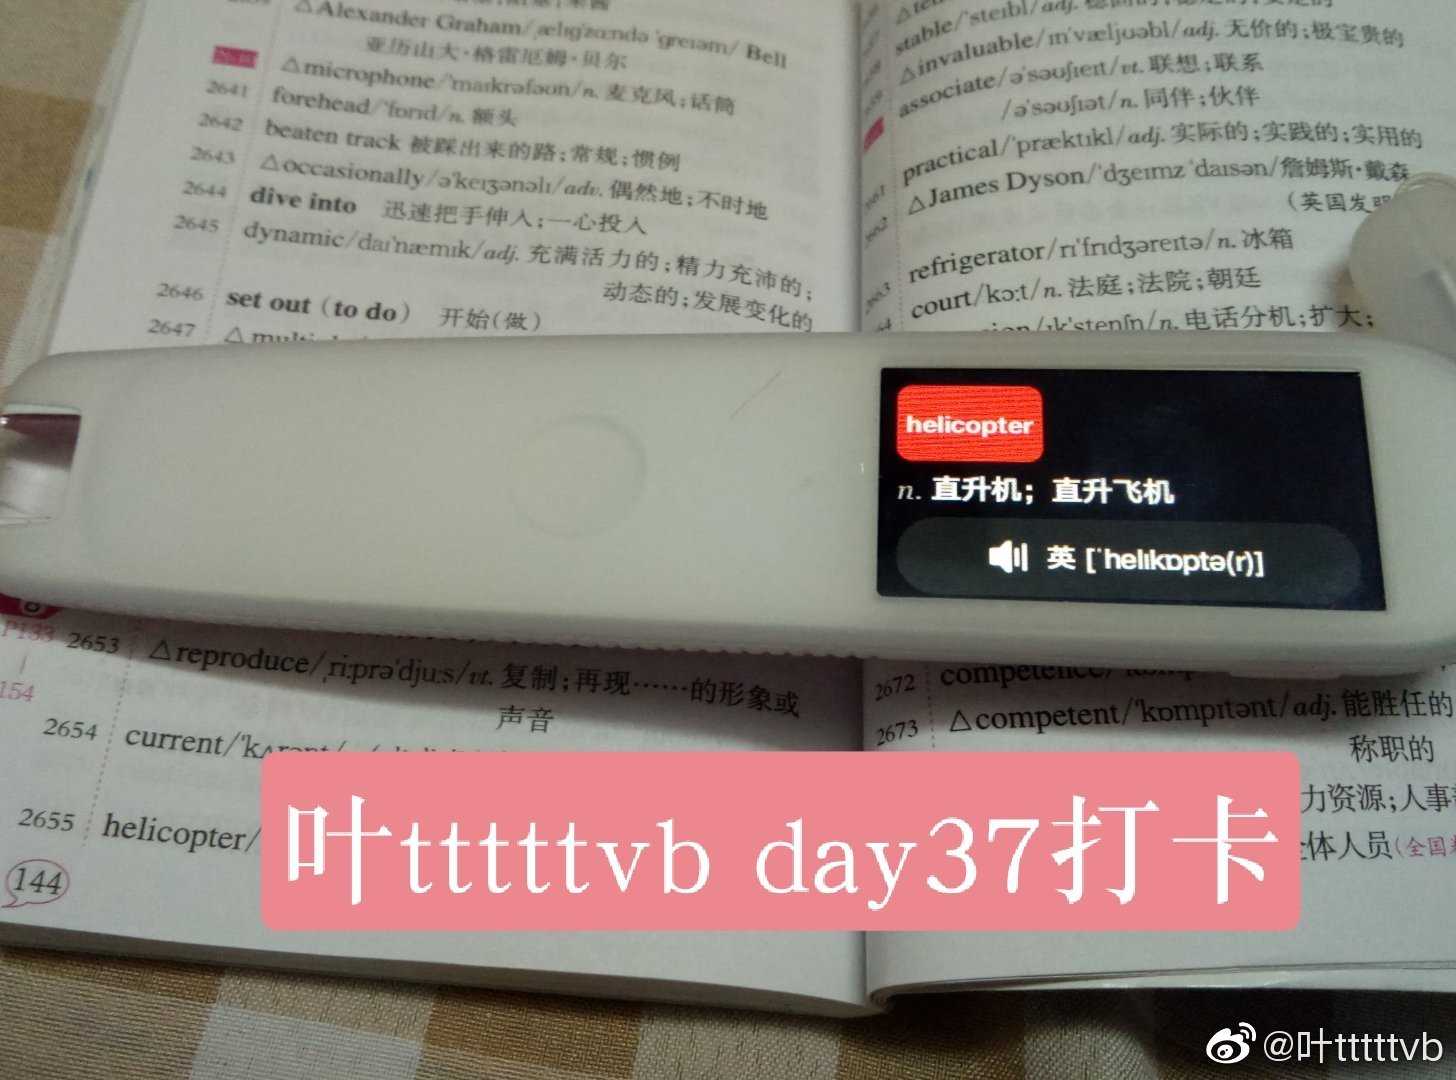 △Alexander Graham/ˌælɪgˈzɑːndə ˈgreɪəm/ Bell
亚历山大·格雷厄姆·贝尔
△microphone/ˈmaɪkrəfəʊn/n. 麦克风；话筒
2641 forehead/ˈfɒrɪd/n. 额头
2642 beaten track 被踩出来的路；常规；惯例
2643 △occasionally/əˈkeɪʒənəlɪ/adv. 偶然地；不时地
2644 dive into 迅速把手伸入；一心投入
2645 dynamic/daɪˈnæmɪk/adj. 充满活力的；精力充沛的；
动态的；发展变化的
2646 set out (to do) 开始(做)
2647
2653 △reproduce/ˌriːprəˈdjuːs/vt. 复制；再现……的形象或
声音
P133
154
2654 current/
2655 helicopter/
144
stable/ˈsteɪbl/adj.
△invaluable/ɪnˈvæljʊəbl/adj. 无价的；极宝贵的
associate/əˈsəʊʃɪeɪt/vt. 联想；联系
/əˈsəʊʃɪət/n. 同伴；伙伴
practical/ˈpræktɪkl/adj. 实际的；实践的；实用的
△James Dyson/ˈdʒeɪmz ˈdaɪsən/詹姆斯·戴森
(英国发明
refrigerator/rɪˈfrɪdʒəreɪtə/n. 冰箱
court/kɔːt/n. 法庭；法院；朝廷
/ɪkˈstenʃn/n. 电话分机；扩大；
helicopter
n. 直升机；直升飞机
英 [ˈhelɪkɒptə(r)]
2672 competence/
2673 △competent/ˈkɒmpɪtənt/adj. 能胜任的
称职的
力资源；人事
体人员(全国
叶tttttvb day37打卡
@叶tttttvb